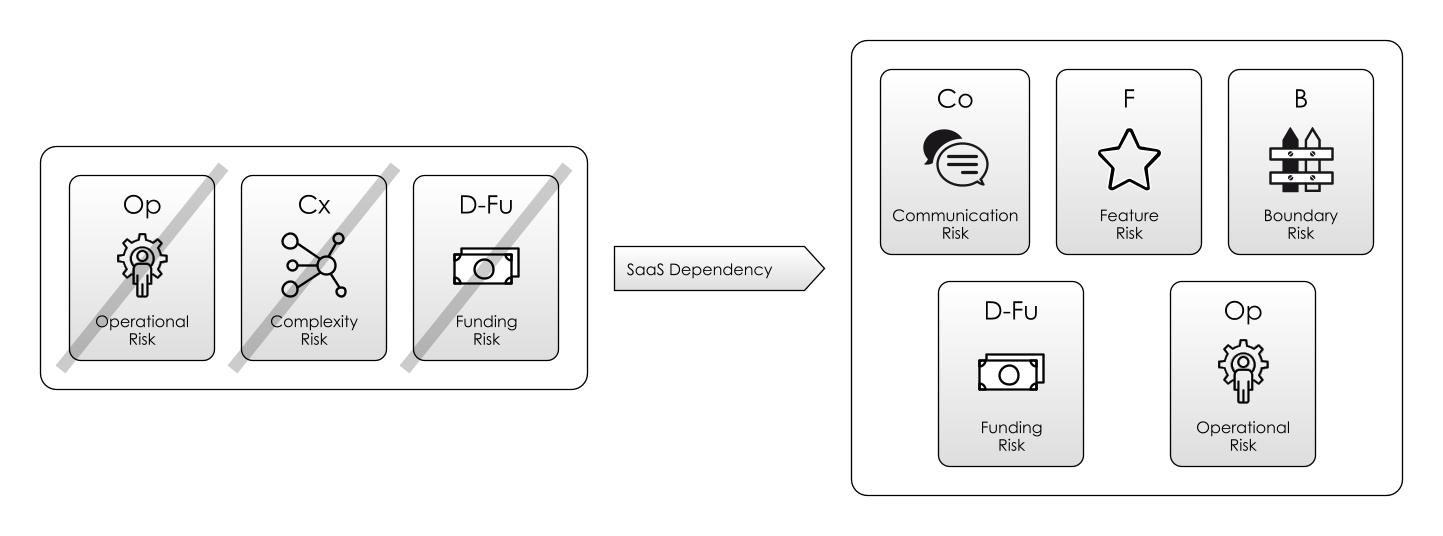 Op
Operational
Risk
Cx
Complexity
Risk
D-Fu
Funding
Risk
SaaS Dependency
Co
Communication
Risk
F
Feature
Risk
B
Boundary
Risk
D-Fu
Funding
Risk
Op
Operational
Risk